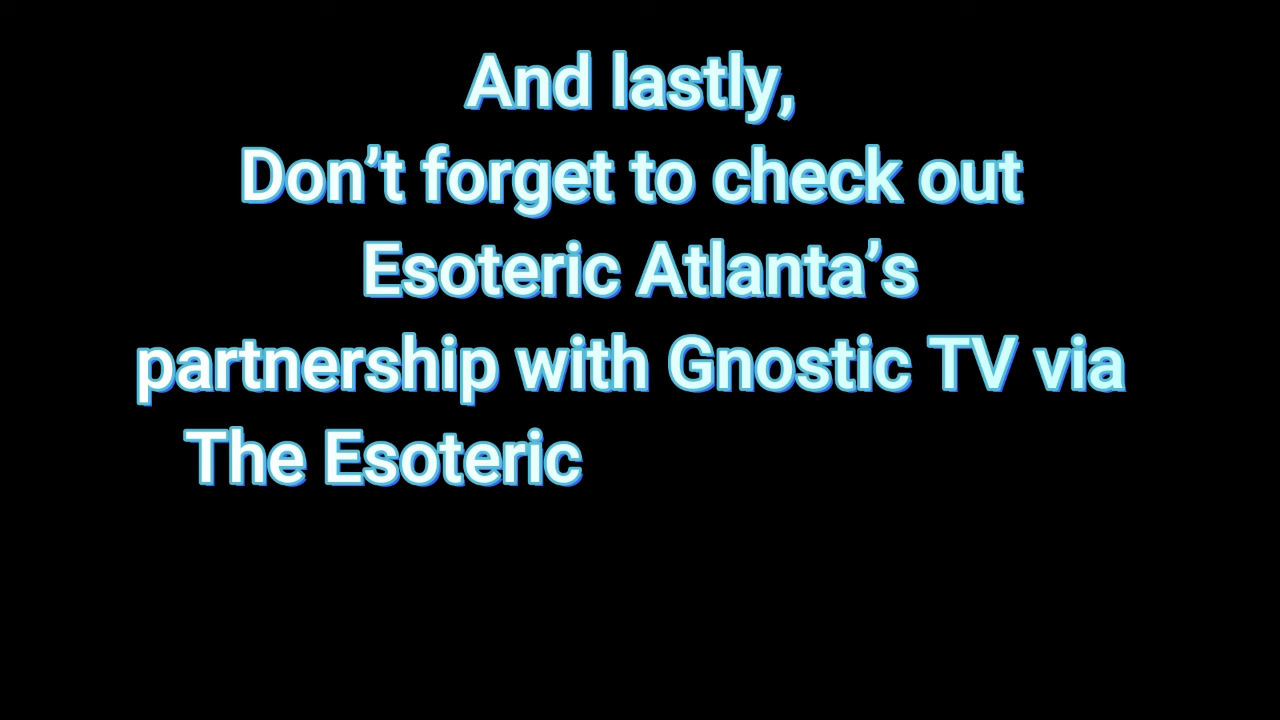 And lastly,
Don’t forget to check out
Esoteric Atlanta’s
partnership with Gnostic TV via
The Esoteric